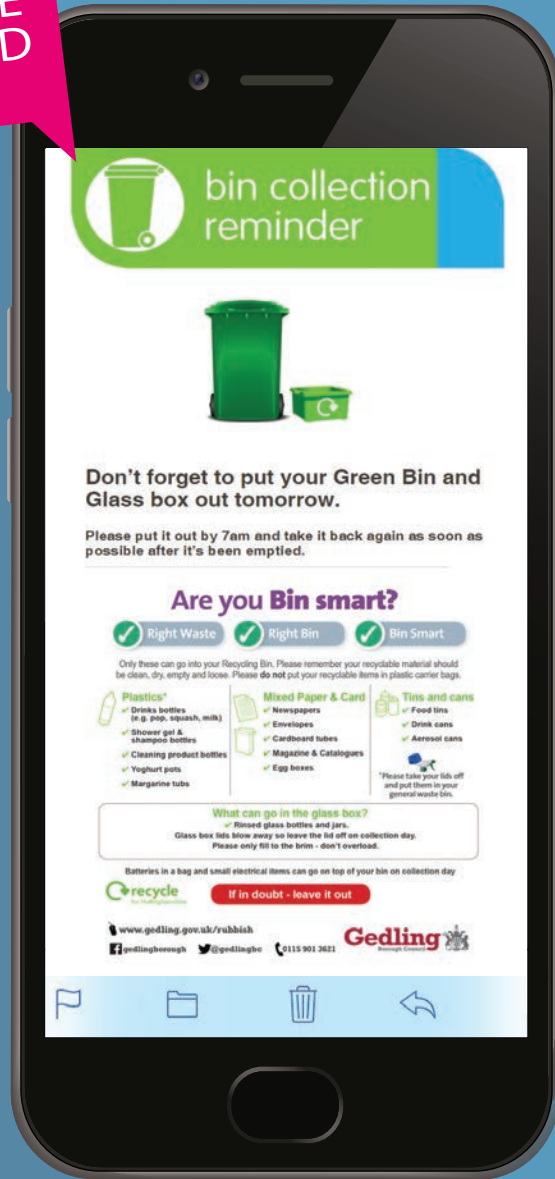 E
D
bin collection
reminder
Don't forget to put your Green Bin and
Glass box out tomorrow.
Please put it out by 7am and take it back again as soon as
possible after it's been emptied.
Are you Bin smart?
Right Waste
Right Bin
Bin Smart
Only these can go into your Recycling Bin. Please remember your recyclable material should
be clean, dry, empty and loose. Please do not put your recyclable items in plastic carrier bags.
Plastics*
Drinks bottles
(e.g. pop, squash, milk)
Shower gel &
shampoo bottles
Cleaning product bottles
Yoghurt pots
Margarine tubs
Mixed Paper & Card
Newspapers
Envelopes
Cardboard tubes
Magazine & Catalogues
Egg boxes
Tins and cans
Food tins
Drink cans
Aerosol cans
*Please take your lids off
and put them in your
general waste bin.
What can go in the glass box?
Rinsed glass bottles and jars.
Glass box lids blow away so leave the lid off on collection day.
Please only fill to the brim - don't overload.
Batteries in a bag and small electrical items can go on top of your bin on collection day
recycle
for Nottinghamshire
If in doubt - leave it out
www.gedling.gov.uk/rubbish
gedlingborough
@gedlingbc
0115 901 3621
Gedling
Borough Council